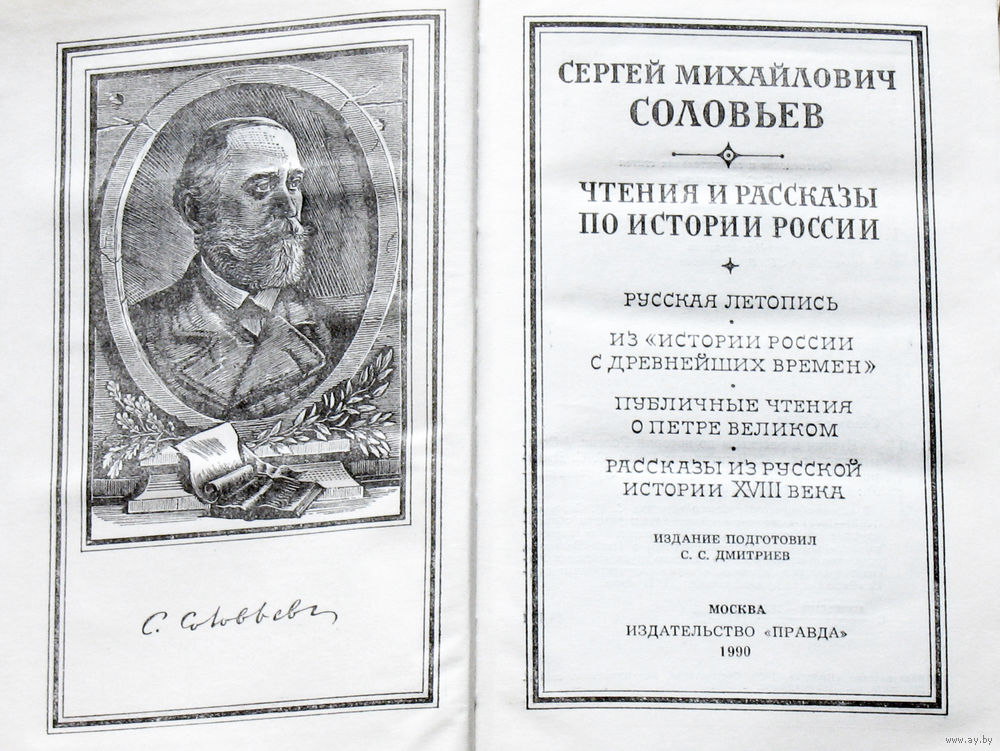 С. Соловьевъ
СЕРГЕЙ МИХАЙЛОВИЧ
СОЛОВЬЕВ
ЧТЕНИЯ И РАССКАЗЫ
ПО ИСТОРИИ РОССИИ
РУССКАЯ ЛЕТОПИСЬ
ИЗ «ИСТОРИИ РОССИИ
С ДРЕВНЕЙШИХ ВРЕМЕН»
ПУБЛИЧНЫЕ ЧТЕНИЯ
О ПЕТРЕ ВЕЛИКОМ
РАССКАЗЫ ИЗ РУССКОЙ
ИСТОРИИ XVIII ВЕКА
ИЗДАНИЕ ПОДГОТОВИЛ
С. С. ДМИТРИЕВ
МОСКВА
ИЗДАТЕЛЬСТВО «ПРАВДА»
1990
www.ay.by